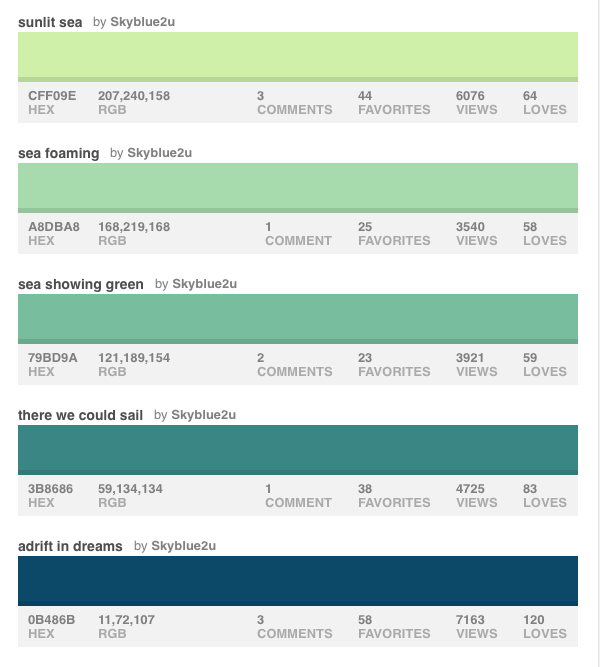 sunlit sea by Skyblue2u
CFF09E 207,240,158 3 44 6076 64
HEX RGB COMMENTS FAVORITES VIEWS LOVES
sea foaming by Skyblue2u
A8DBA8 168,219,168 1 25 3540 58
HEX RGB COMMENT FAVORITES VIEWS LOVES
sea showing green by Skyblue2u
79BD9A 121,189,154 2 23 3921 59
HEX RGB COMMENTS FAVORITES VIEWS LOVES
there we could sail by Skyblue2u
3B8686 59,134,134 1 38 4725 83
HEX RGB COMMENT FAVORITES VIEWS LOVES
adrift in dreams by Skyblue2u
0B486B 11,72,107 3 58 7163 120
HEX RGB COMMENTS FAVORITES VIEWS LOVES